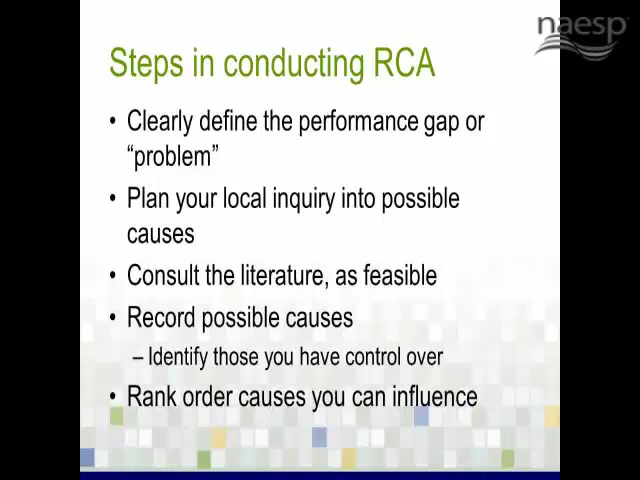 naesp
Steps in conducting RCA
• Clearly define the performance gap or
“problem”
• Plan your local inquiry into possible
causes
• Consult the literature, as feasible
• Record possible causes
– Identify those you have control over
• Rank order causes you can influence